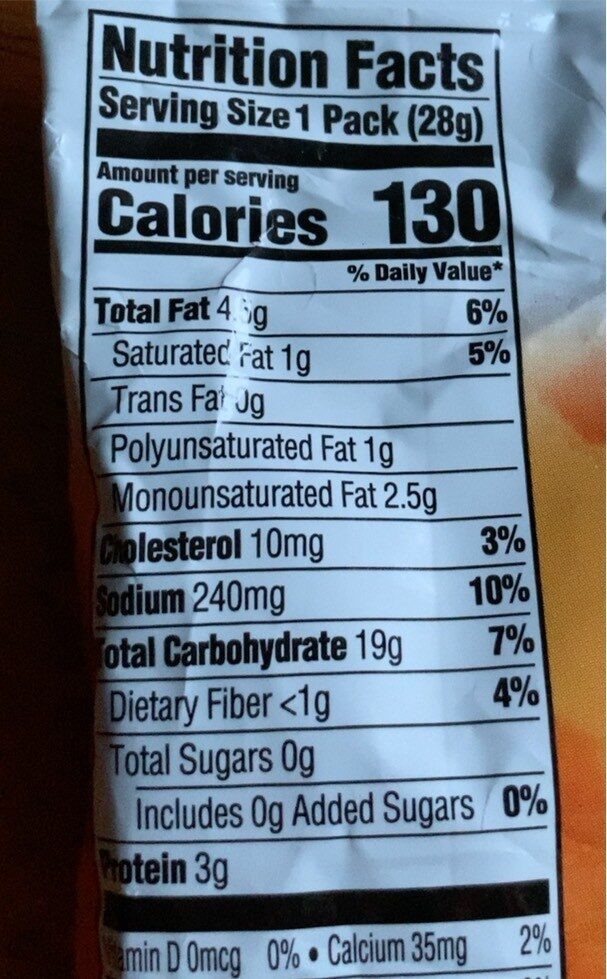 Nutrition Facts
Serving Size 1 Pack (28g)
Amount per serving
Calories 130
% Daily Value*
Total Fat 4.5g 6%
Saturated Fat 1g 5%
Trans Fat 0g
Polyunsaturated Fat 1g
Monounsaturated Fat 2.5g
Cholesterol 10mg 3%
Sodium 240mg 10%
Total Carbohydrate 19g 7%
Dietary Fiber <1g 4%
Total Sugars 0g
Includes 0g Added Sugars 0%
Protein 3g
Vitamin D 0mcg 0% • Calcium 35mg 2%